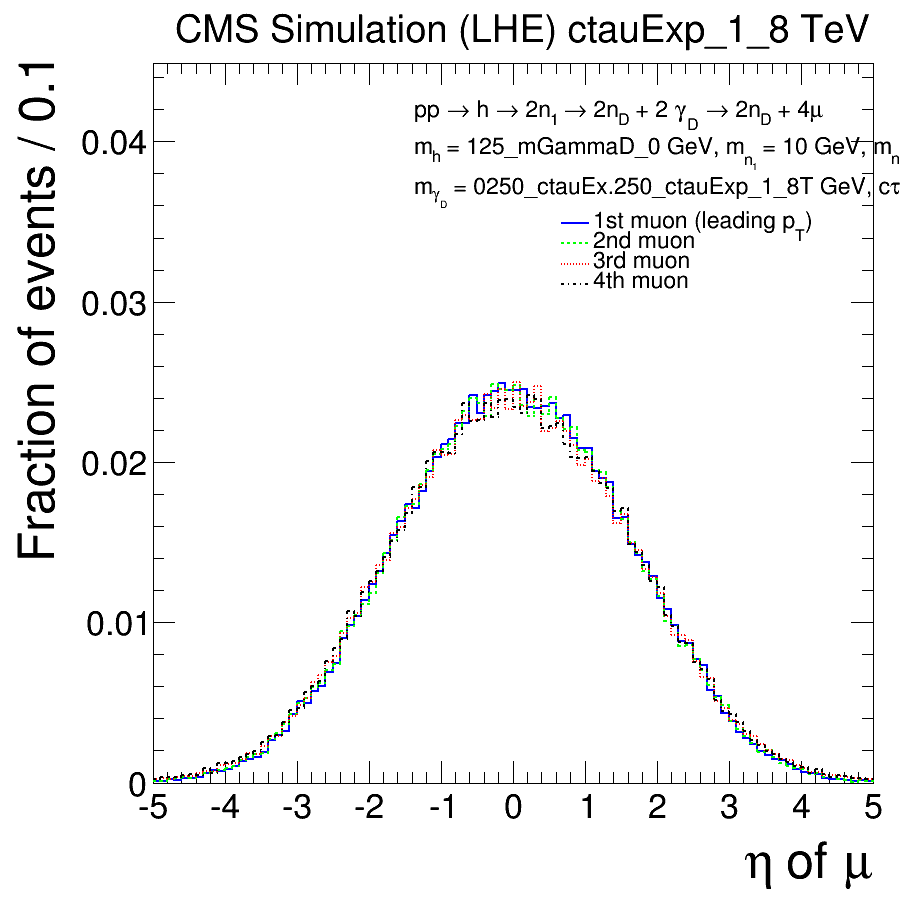 CMS Simulation (LHE) ctauExp_1_8 TeV
Fraction of events / 0.1
pp → h → 2n1 → 2nD + 2 γD → 2nD + 4μ
mh = 125_mGammaD_0 GeV, mn1 = 10 GeV, mn
mγD = 0250_ctauEx.250_ctauExp_1_8T GeV, cτ
1st muon (leading pT)
2nd muon
3rd muon
4th muon
0.04
0.03
0.02
0.01
0
-5 -4 -3 -2 -1 0 1 2 3 4 5
η of μ